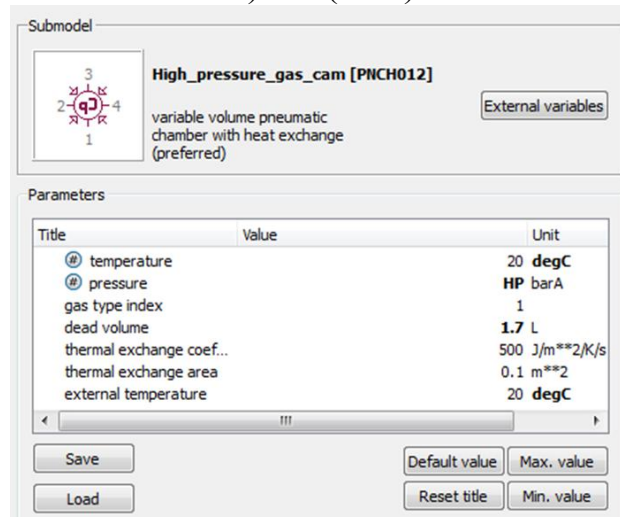 Submodel
3
2 4
1
High_pressure_gas_cam [PNCH012]
variable volume pneumatic
chamber with heat exchange
(preferred)
External variables
Parameters
Title Value Unit
# temperature 20 degC
# pressure HP barA
gas type index 1
dead volume 1.7 L
thermal exchange coef... 500 J/m**2/K/s
thermal exchange area 0.1 m**2
external temperature 20 degC
Save Default value Max. value
Load Reset title Min. value